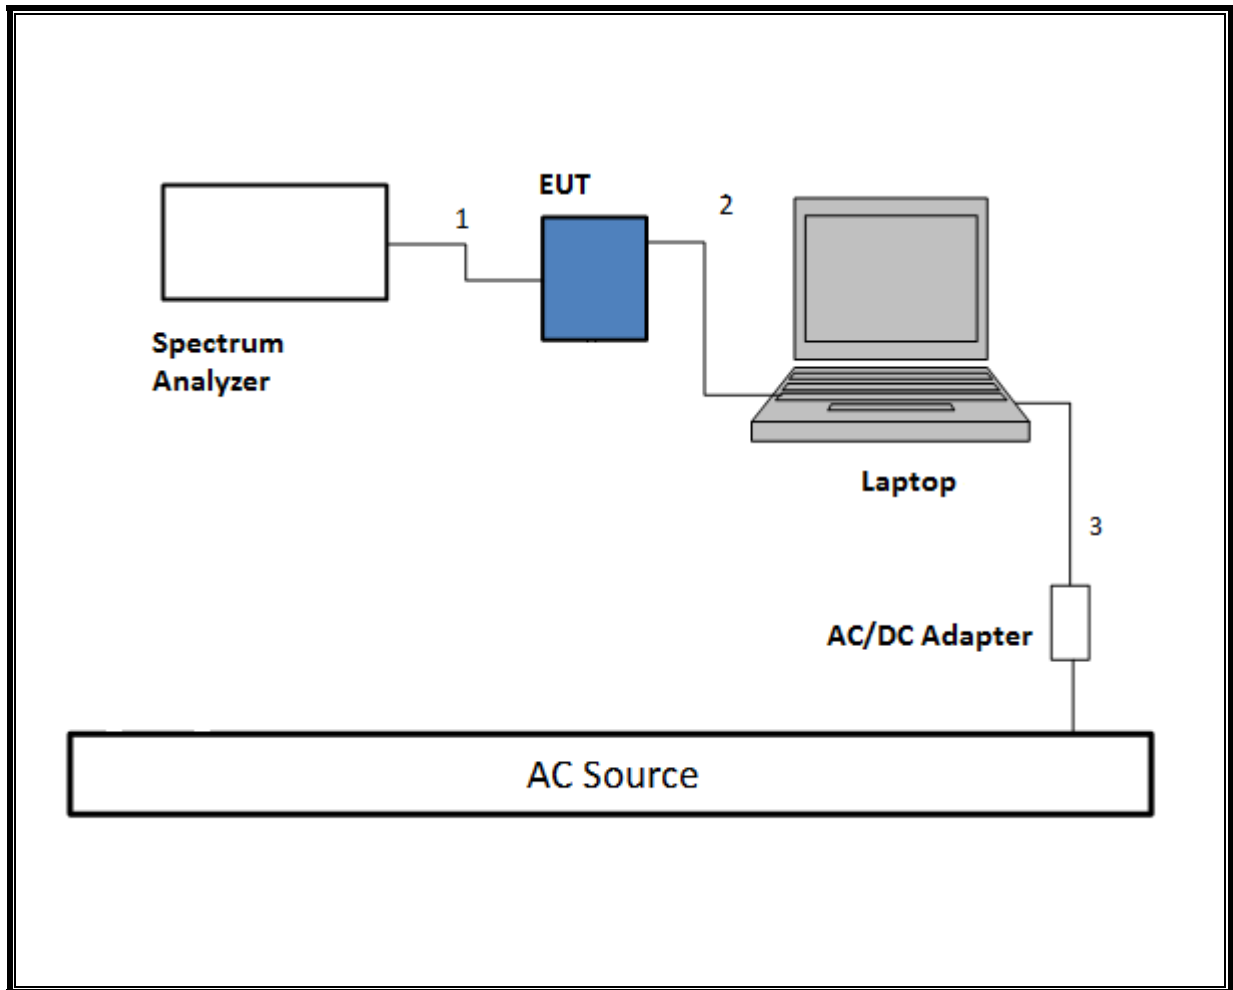 EUT
1
2
Spectrum
Analyzer
Laptop
3
AC/DC Adapter
AC Source